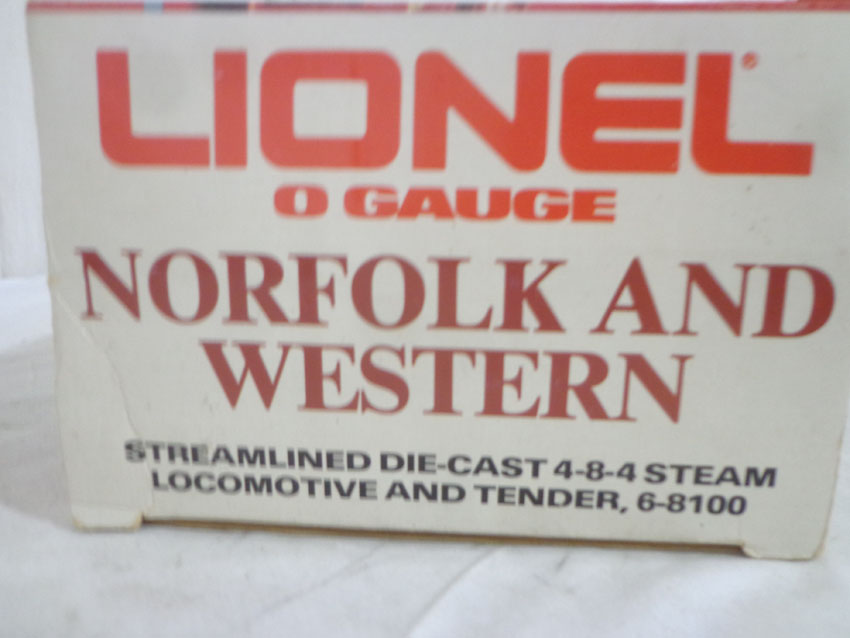 LIONEL®
O GAUGE
NORFOLK AND
WESTERN
STREAMLINED DIE-CAST 4-8-4 STEAM
LOCOMOTIVE AND TENDER, 6-8100